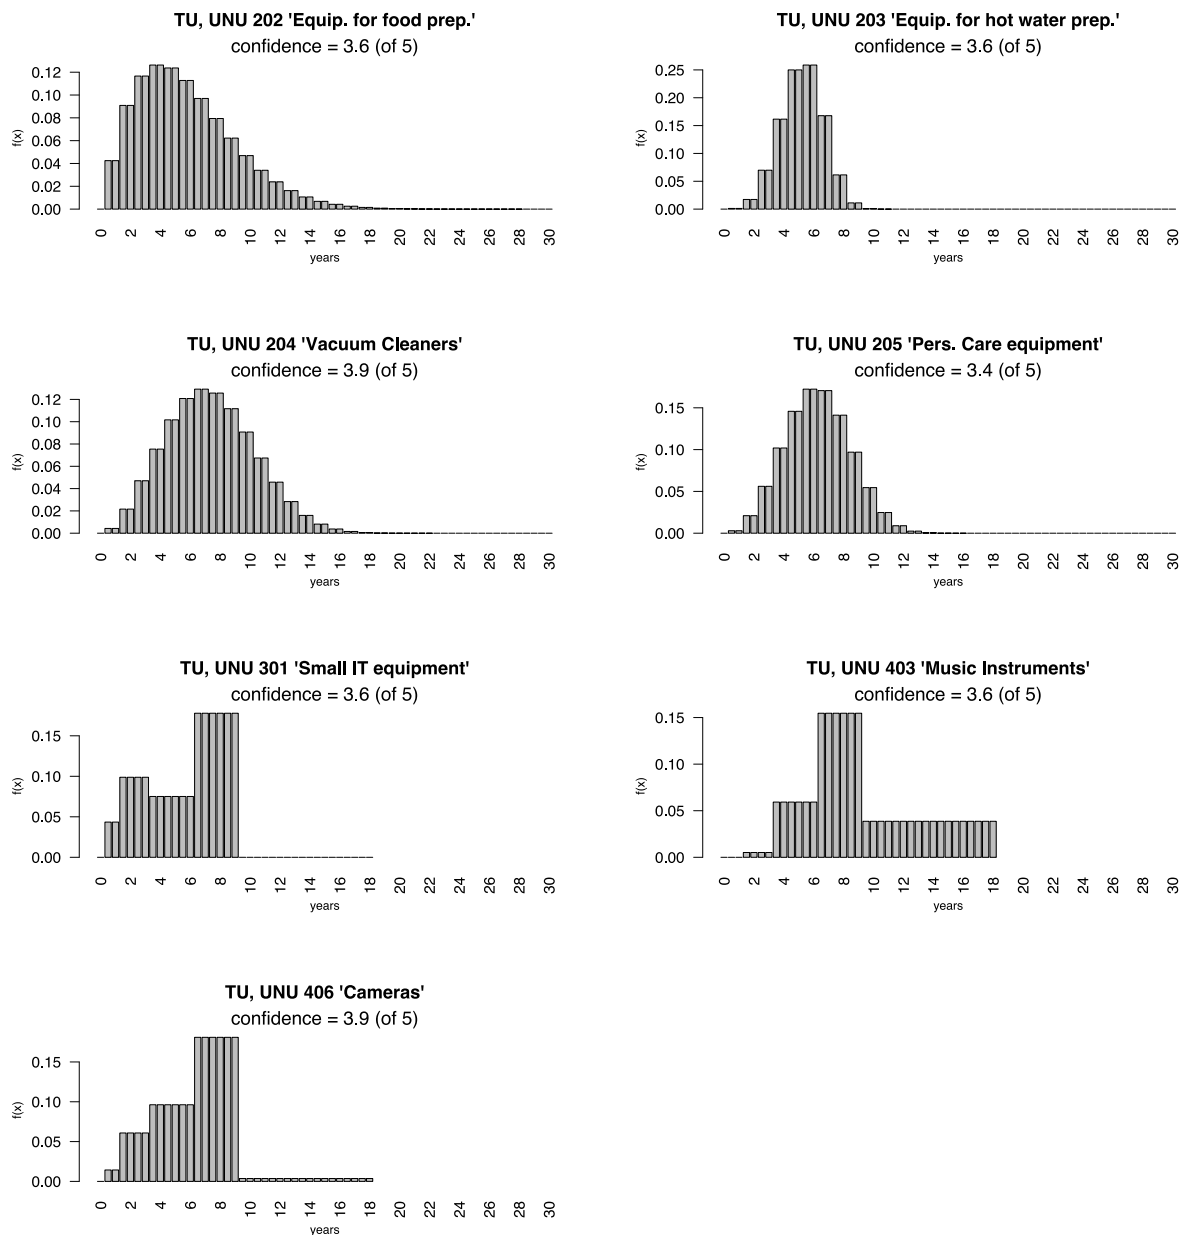 TU, UNU 202 'Equip. for food prep.'
confidence = 3.6 (of 5)
f(x)
0.12
0.10
0.08
0.06
0.04
0.02
0.00
0 2 4 6 8 10 12 14 16 18 20 22 24 26 28 30
years
TU, UNU 203 'Equip. for hot water prep.'
confidence = 3.6 (of 5)
f(x)
0.25
0.20
0.15
0.10
0.05
0.00
0 2 4 6 8 10 12 14 16 18 20 22 24 26 28 30
years
TU, UNU 204 'Vacuum Cleaners'
confidence = 3.9 (of 5)
f(x)
0.12
0.10
0.08
0.06
0.04
0.02
0.00
0 2 4 6 8 10 12 14 16 18 20 22 24 26 28 30
years
TU, UNU 205 'Pers. Care equipment'
confidence = 3.4 (of 5)
f(x)
0.15
0.10
0.05
0.00
0 2 4 6 8 10 12 14 16 18 20 22 24 26 28 30
years
TU, UNU 301 'Small IT equipment'
confidence = 3.6 (of 5)
f(x)
0.15
0.10
0.05
0.00
0 2 4 6 8 10 12 14 16 18 20 22 24 26 28 30
years
TU, UNU 403 'Music Instruments'
confidence = 3.6 (of 5)
f(x)
0.15
0.10
0.05
0.00
0 2 4 6 8 10 12 14 16 18 20 22 24 26 28 30
years
TU, UNU 406 'Cameras'
confidence = 3.9 (of 5)
f(x)
0.15
0.10
0.05
0.00
0 2 4 6 8 10 12 14 16 18 20 22 24 26 28 30
years